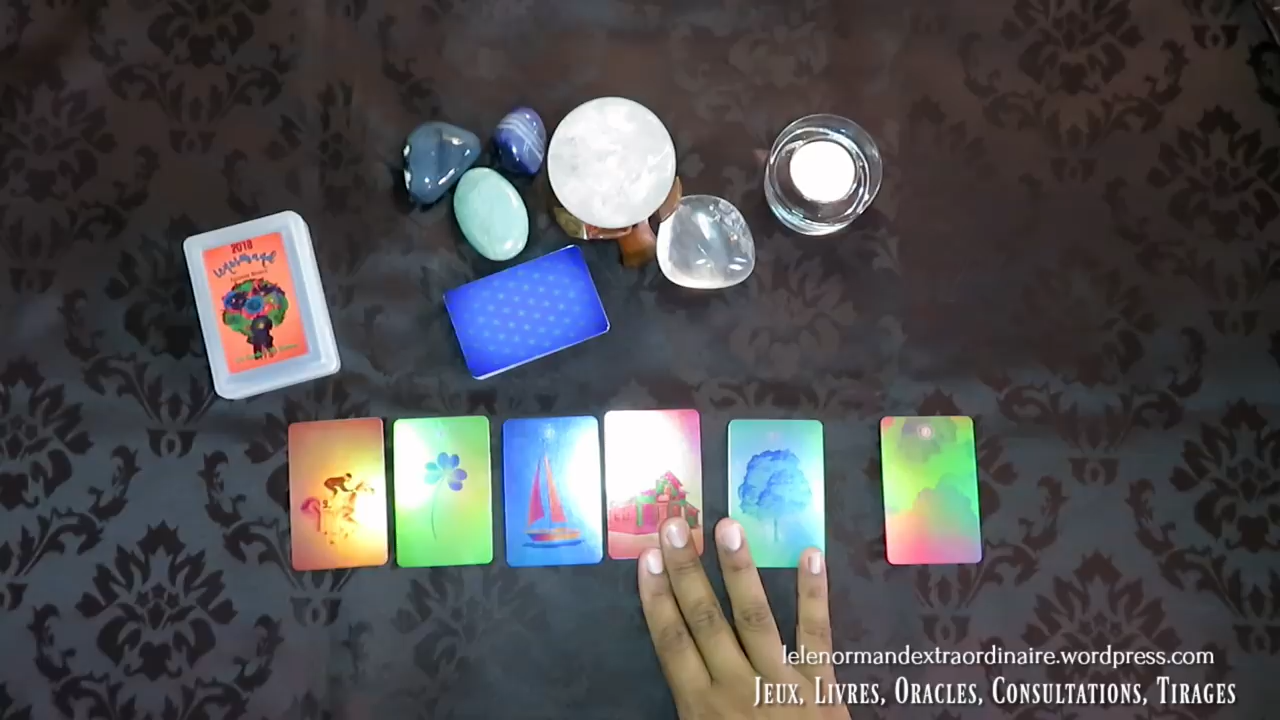 2018
lelenormandextraordinaire.wordpress.com
Jeux, Livres, Oracles, Consultations, Tirages